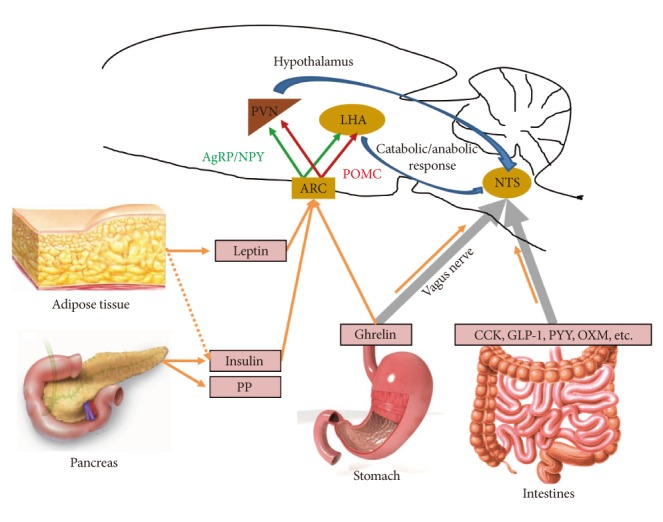 Hypothalamus
PVN
LHA
AgRP/NPY
POMC
Catabolic/anabolic
response
ARC
NTS
Leptin
Adipose tissue
Vagus nerve
Insulin
PP
Pancreas
Ghrelin
Stomach
CCK, GLP-1, PYY, OXM, etc.
Intestines